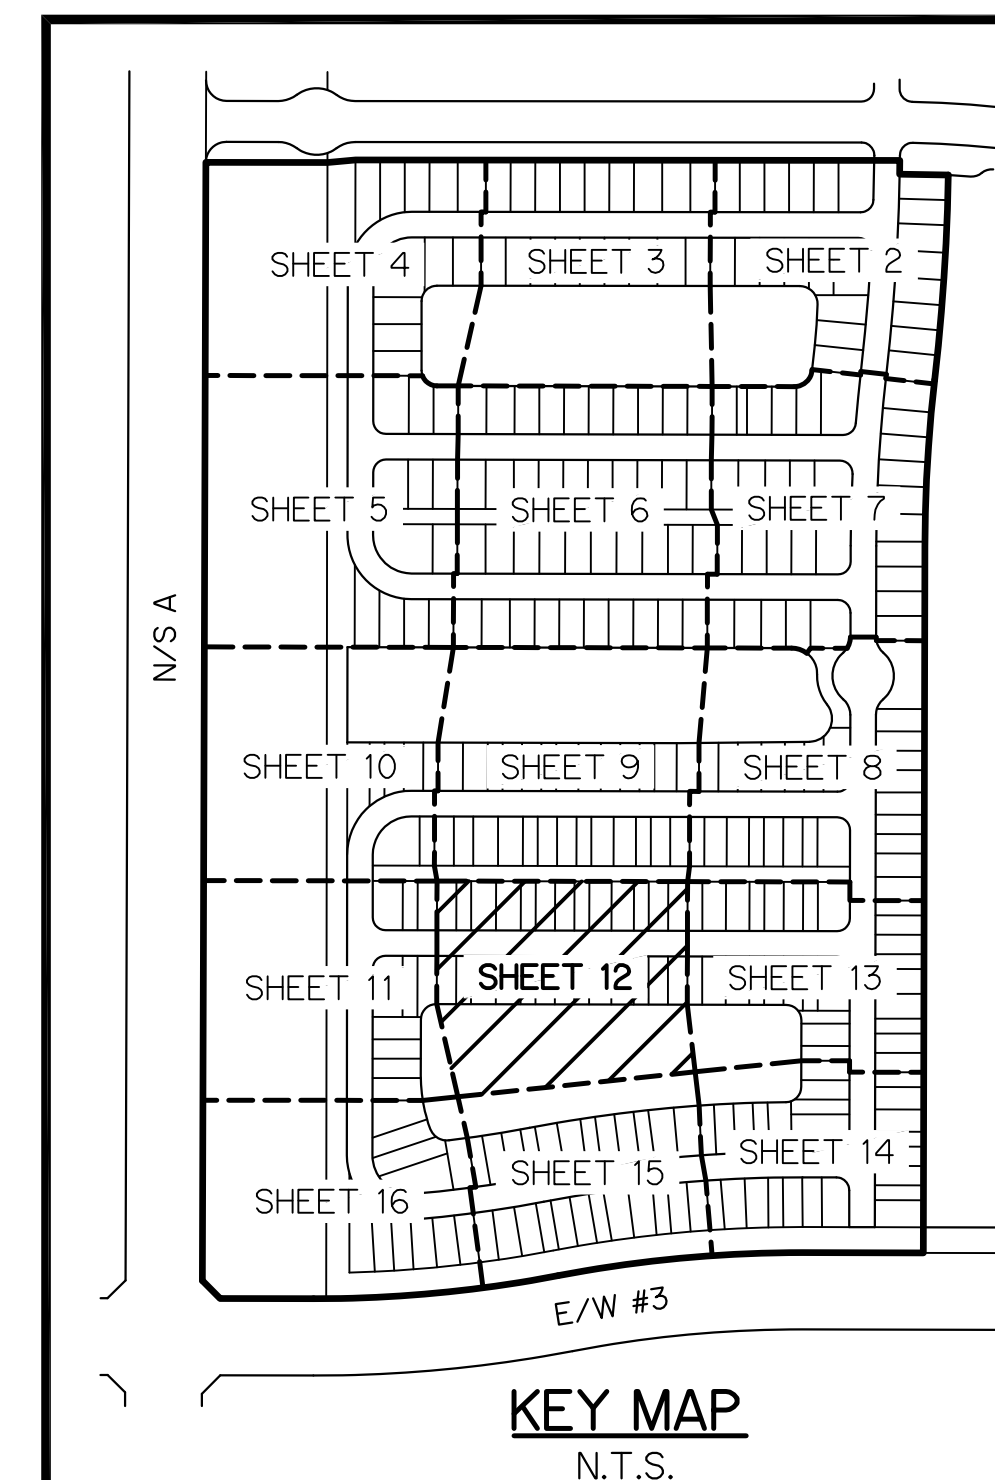 SHEET 4
SHEET 3
SHEET 2
SHEET 5
SHEET 6
SHEET 7
N/S A
SHEET 10
SHEET 9
SHEET 8
SHEET 11
SHEET 12
SHEET 13
SHEET 16
SHEET 15
SHEET 14
E/W #3
KEY MAP
N.T.S.